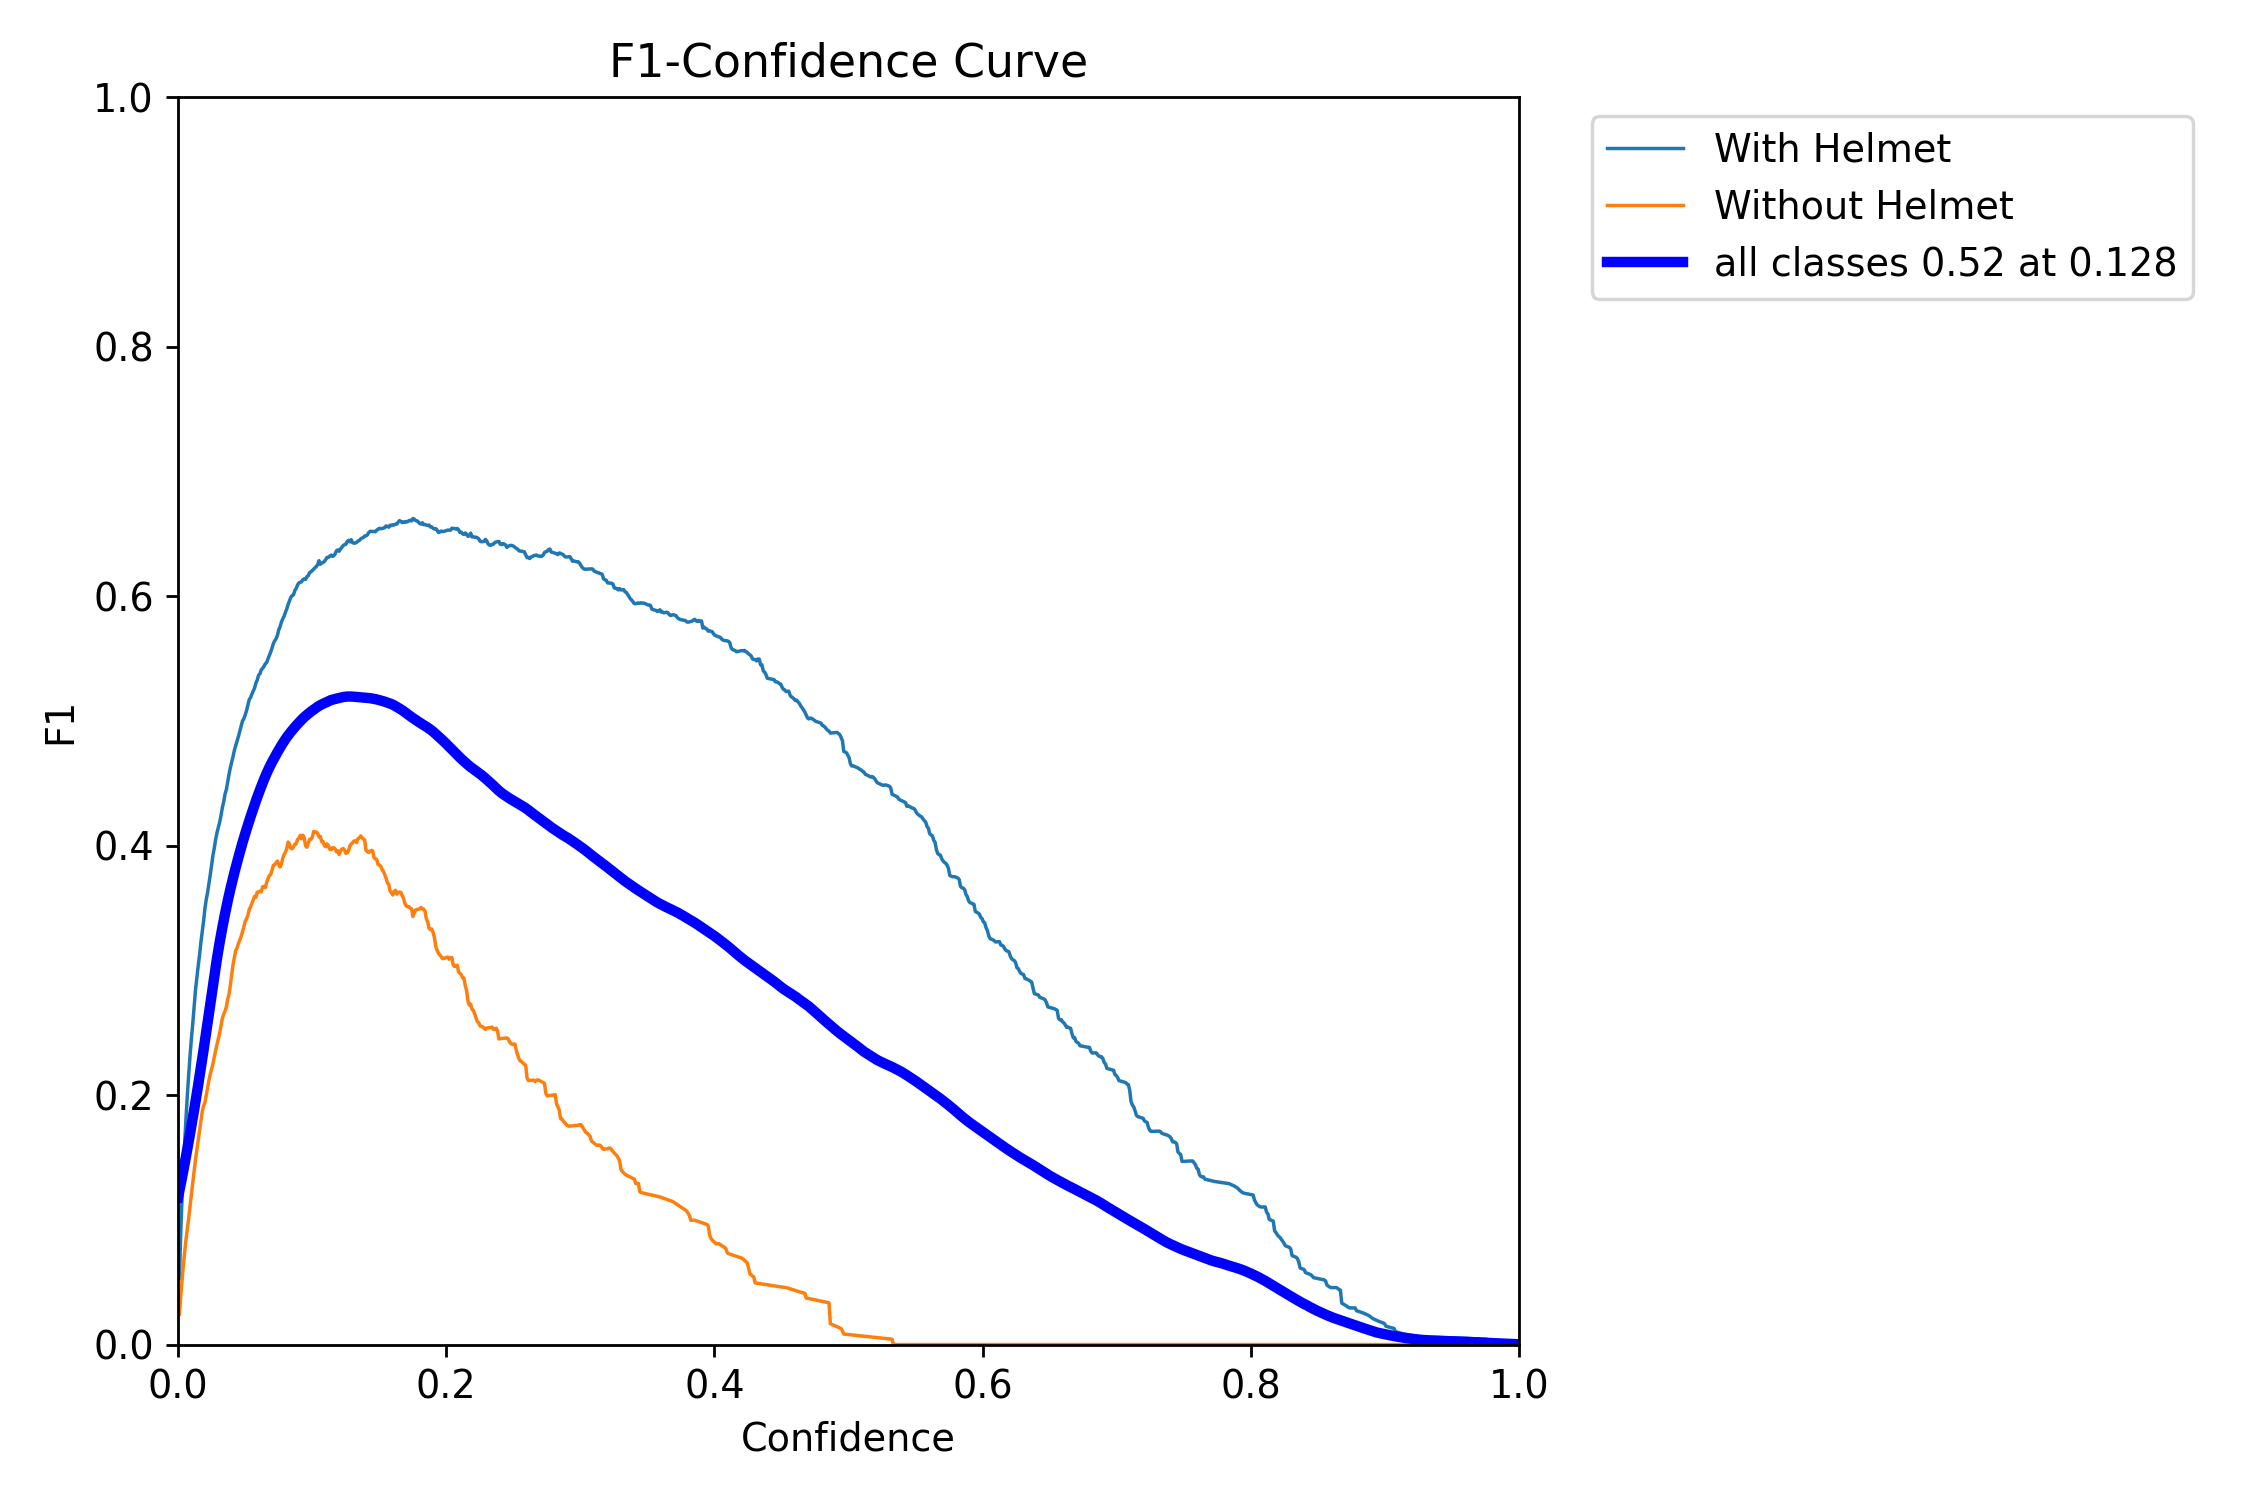 F1-Confidence Curve
1.0
0.8
0.6
0.4
0.2
0.0
F1
0.0 0.2 0.4 0.6 0.8 1.0
Confidence
With Helmet
Without Helmet
all classes 0.52 at 0.128